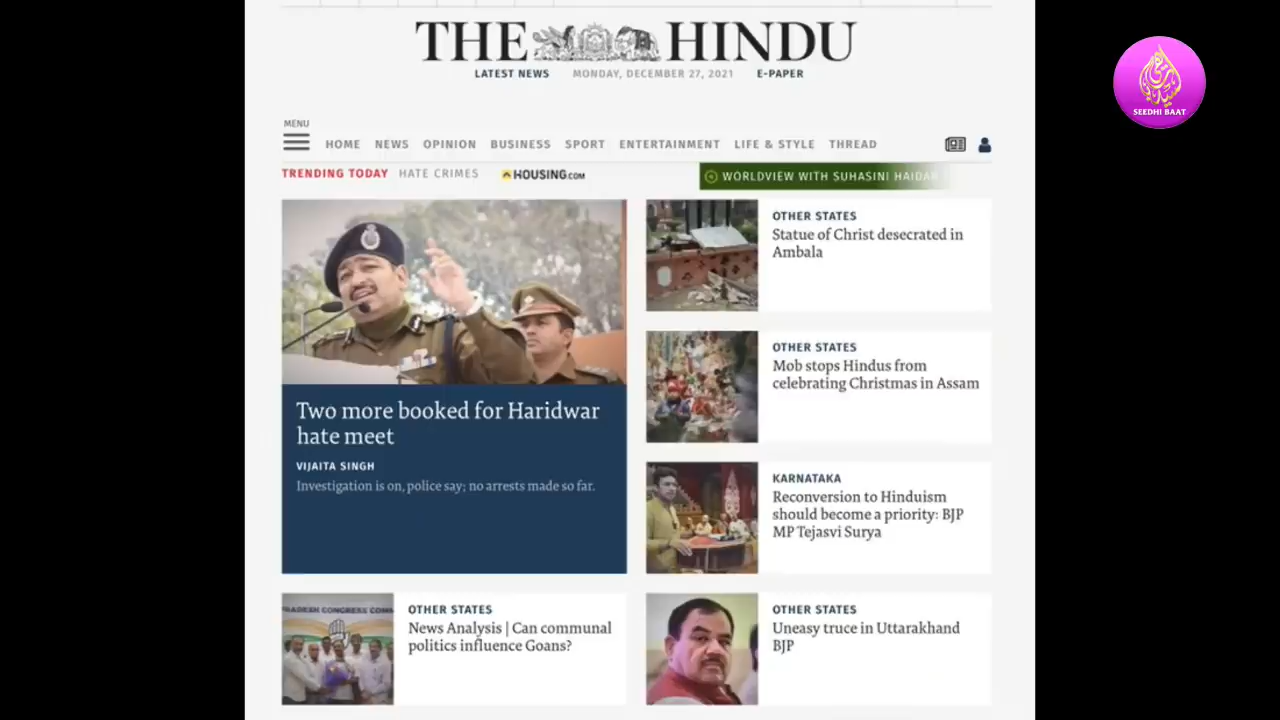 THE HINDU
LATEST NEWS MONDAY, DECEMBER 27, 2021 E-PAPER
SEEDHI BAAT
MENU
HOME NEWS OPINION BUSINESS SPORT ENTERTAINMENT LIFE & STYLE THREAD
TRENDING TODAY HATE CRIMES HOUSING.COM WORLDVIEW WITH SUHASINI HAIDAR
Two more booked for Haridwar
hate meet
VIJAITA SINGH
Investigation is on, police say; no arrests made so far.
OTHER STATES
Statue of Christ desecrated in
Ambala
OTHER STATES
Mob stops Hindus from
celebrating Christmas in Assam
KARNATAKA
Reconversion to Hinduism
should become a priority: BJP
MP Tejasvi Surya
PRADESH CONGRESS COMM
OTHER STATES
News Analysis | Can communal
politics influence Goans?
OTHER STATES
Uneasy truce in Uttarakhand
BJP